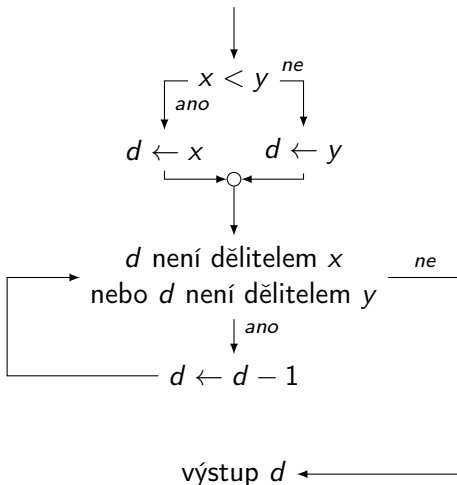 x < y
ne
ano
d ← x
d ← y
d není dělitelem x
nebo d není dělitelem y
ne
ano
d ← d − 1
výstup d